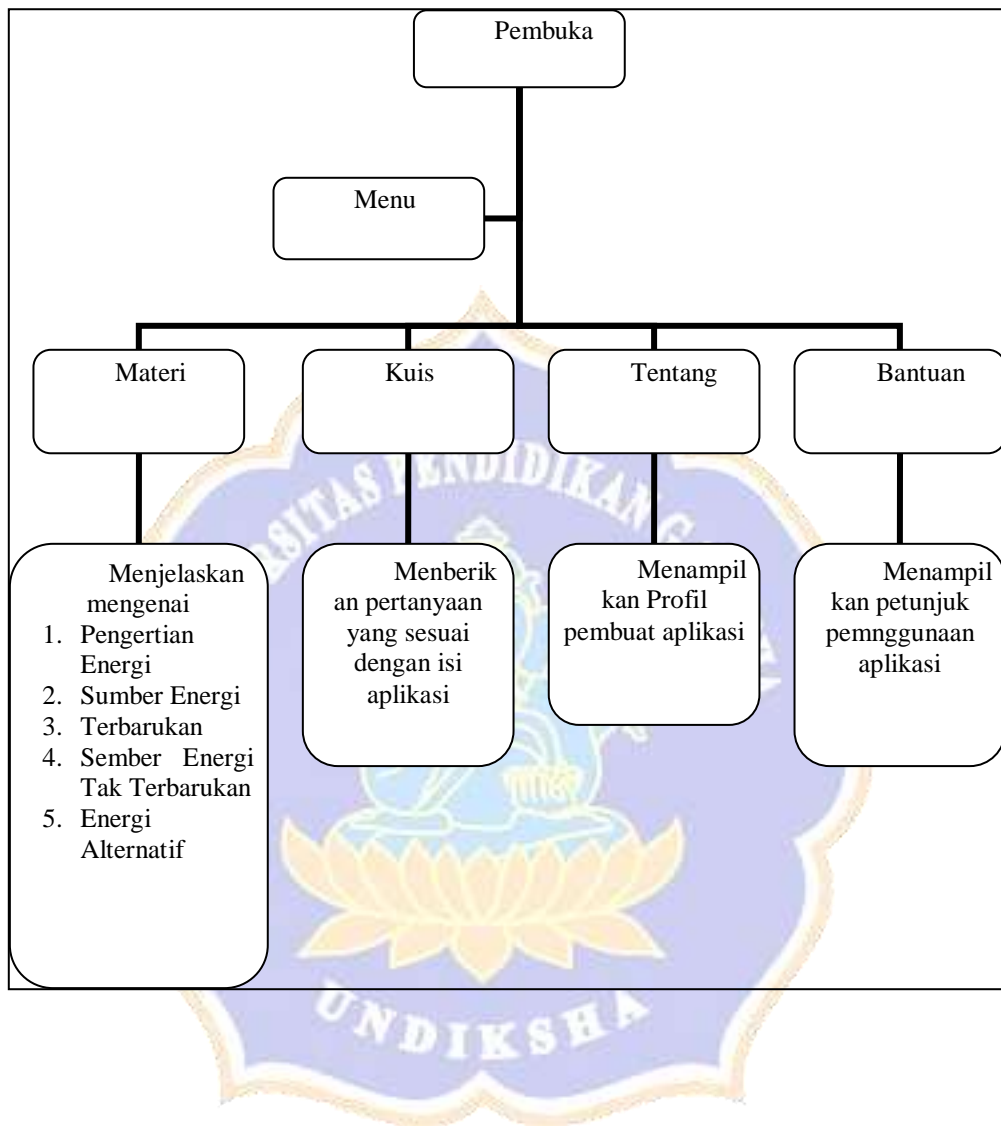 Pembuka
Menu
Materi
Kuis
Tentang
Bantuan
Menjelaskan
mengenai
1. Pengertian
Energi
2. Sumber Energi
3. Terbarukan
4. Sember Energi
Tak Terbarukan
5. Energi
Alternatif
Menberik
an pertanyaan
yang sesuai
dengan isi
aplikasi
Menampil
kan Profil
pembuat aplikasi
Menampil
kan petunjuk
pemnggunaan
aplikasi
PENDIDIKAN
UNDIKSHA